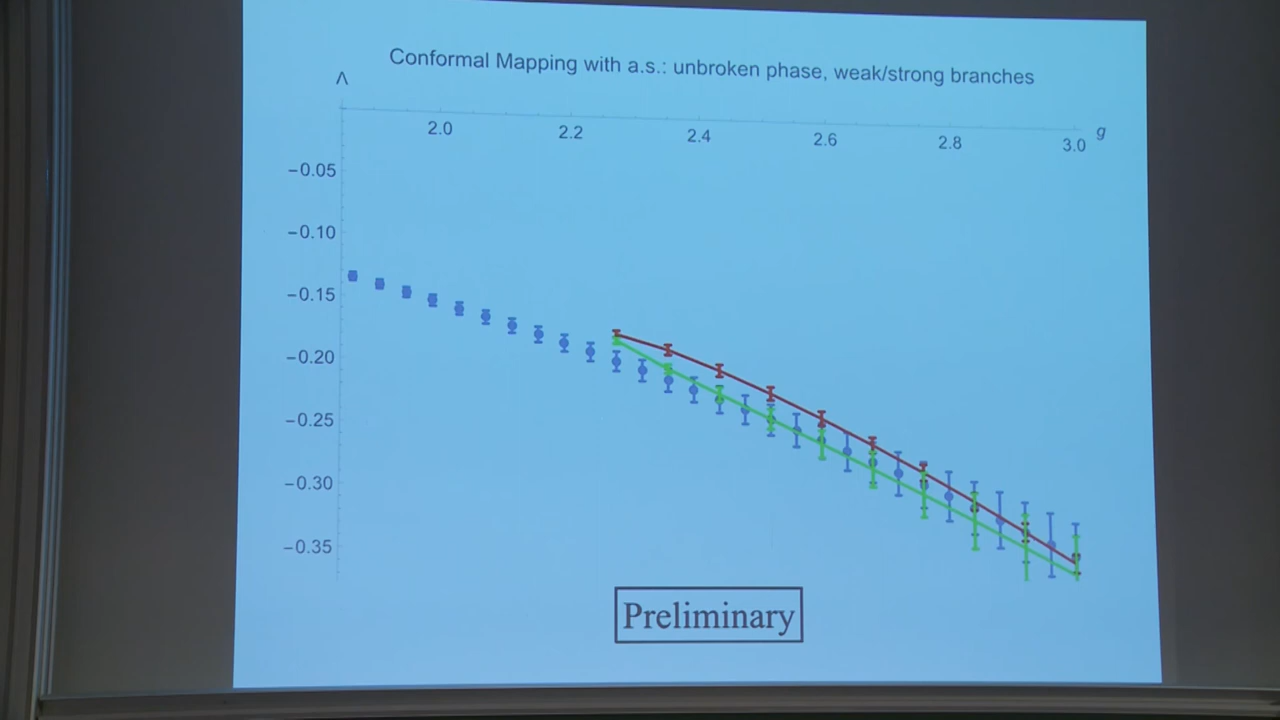 Conformal Mapping with a.s.: unbroken phase, weak/strong branches
Λ
g
2.0 2.2 2.4 2.6 2.8 3.0
−0.05
−0.10
−0.15
−0.20
−0.25
−0.30
−0.35
Preliminary